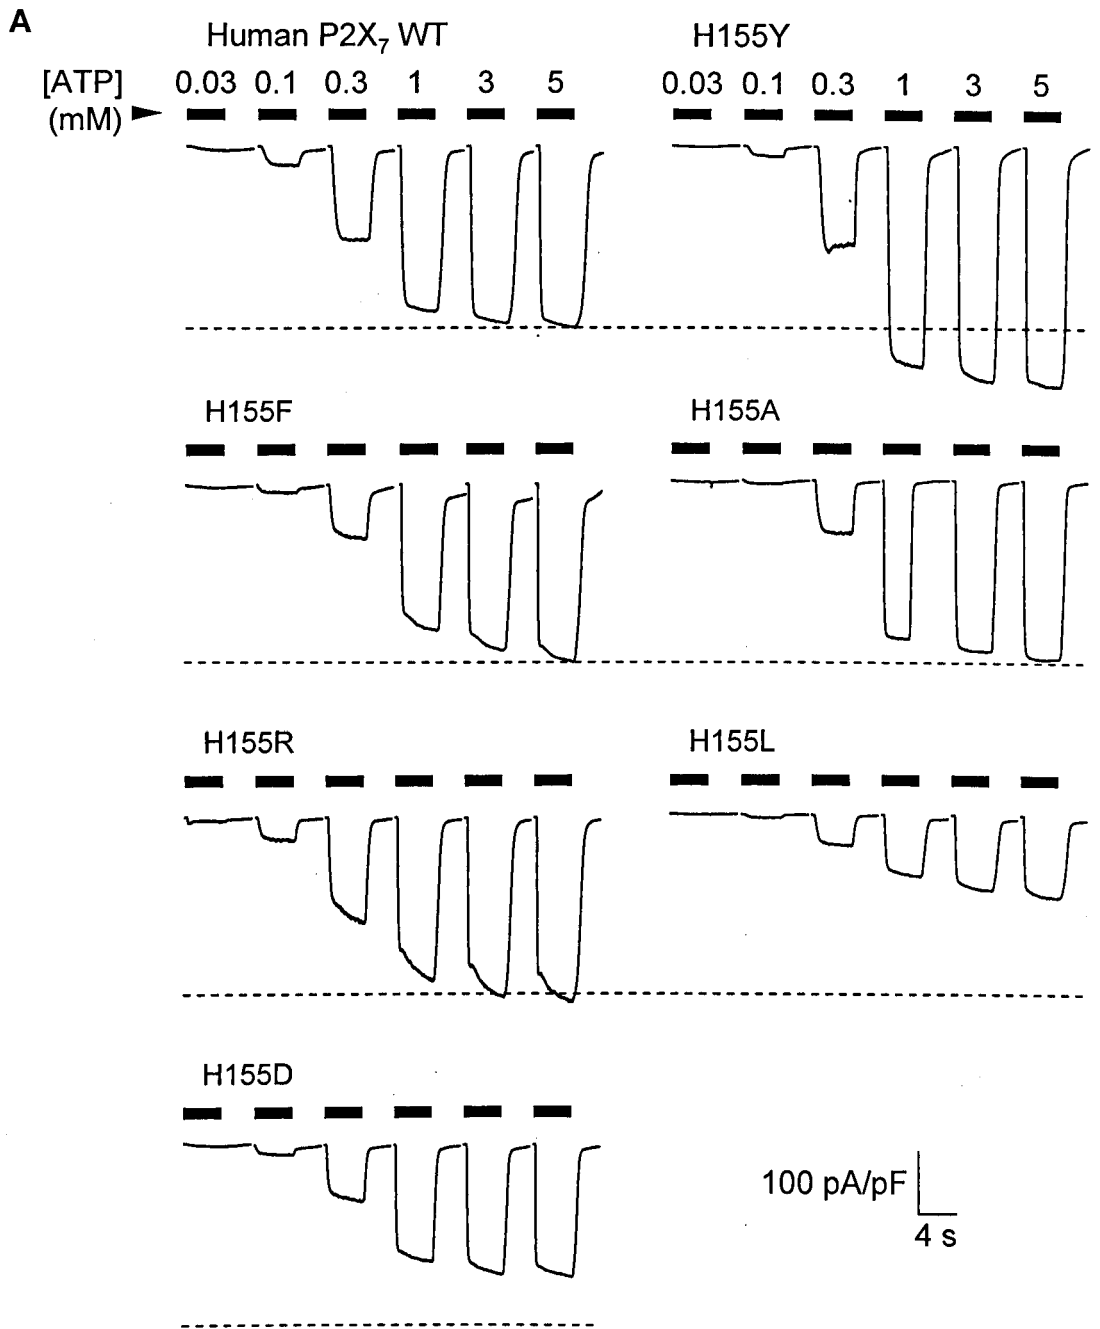 A
Human P2X7 WT
H155Y
[ATP] 0.03 0.1 0.3 1 3 5
0.03 0.1 0.3 1 3 5
(mM)
H155F
H155A
H155R
H155L
H155D
100 pA/pF
4 s